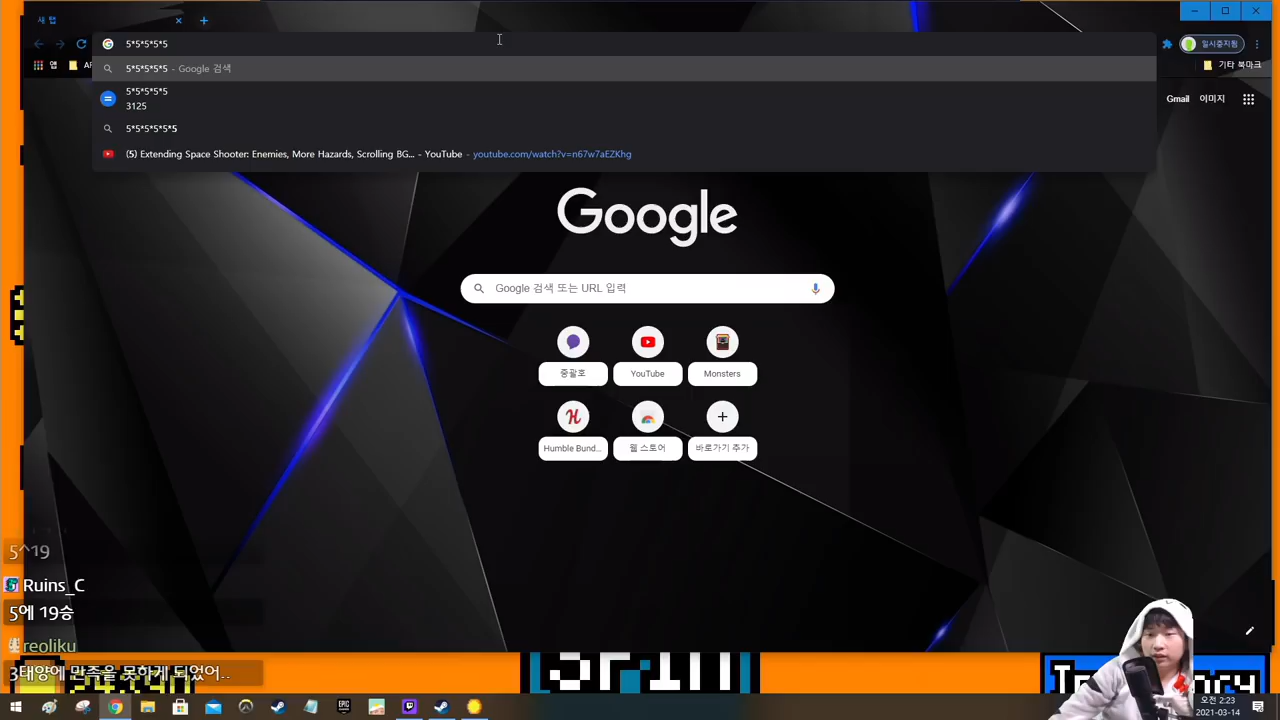 새 탭
5*5*5*5*5
일시중지됨
앱
기타 북마크
5*5*5*5*5 - Google 검색
5*5*5*5*5
3125
5*5*5*5*5*5
(5) Extending Space Shooter: Enemies, More Hazards, Scrolling BG... - YouTube - youtube.com/watch?v=n67w7aEZKhg
Gmail 이미지
Google
Google 검색 또는 URL 입력
중괄호
YouTube
Monsters
Humble Bund...
웹 스토어
바로가기 추가
5^19
Ruins_C
5에 19승
reoliku
3태양에 만족을 못하게 되었어..
SPIN
오전 2:23
2021-03-14